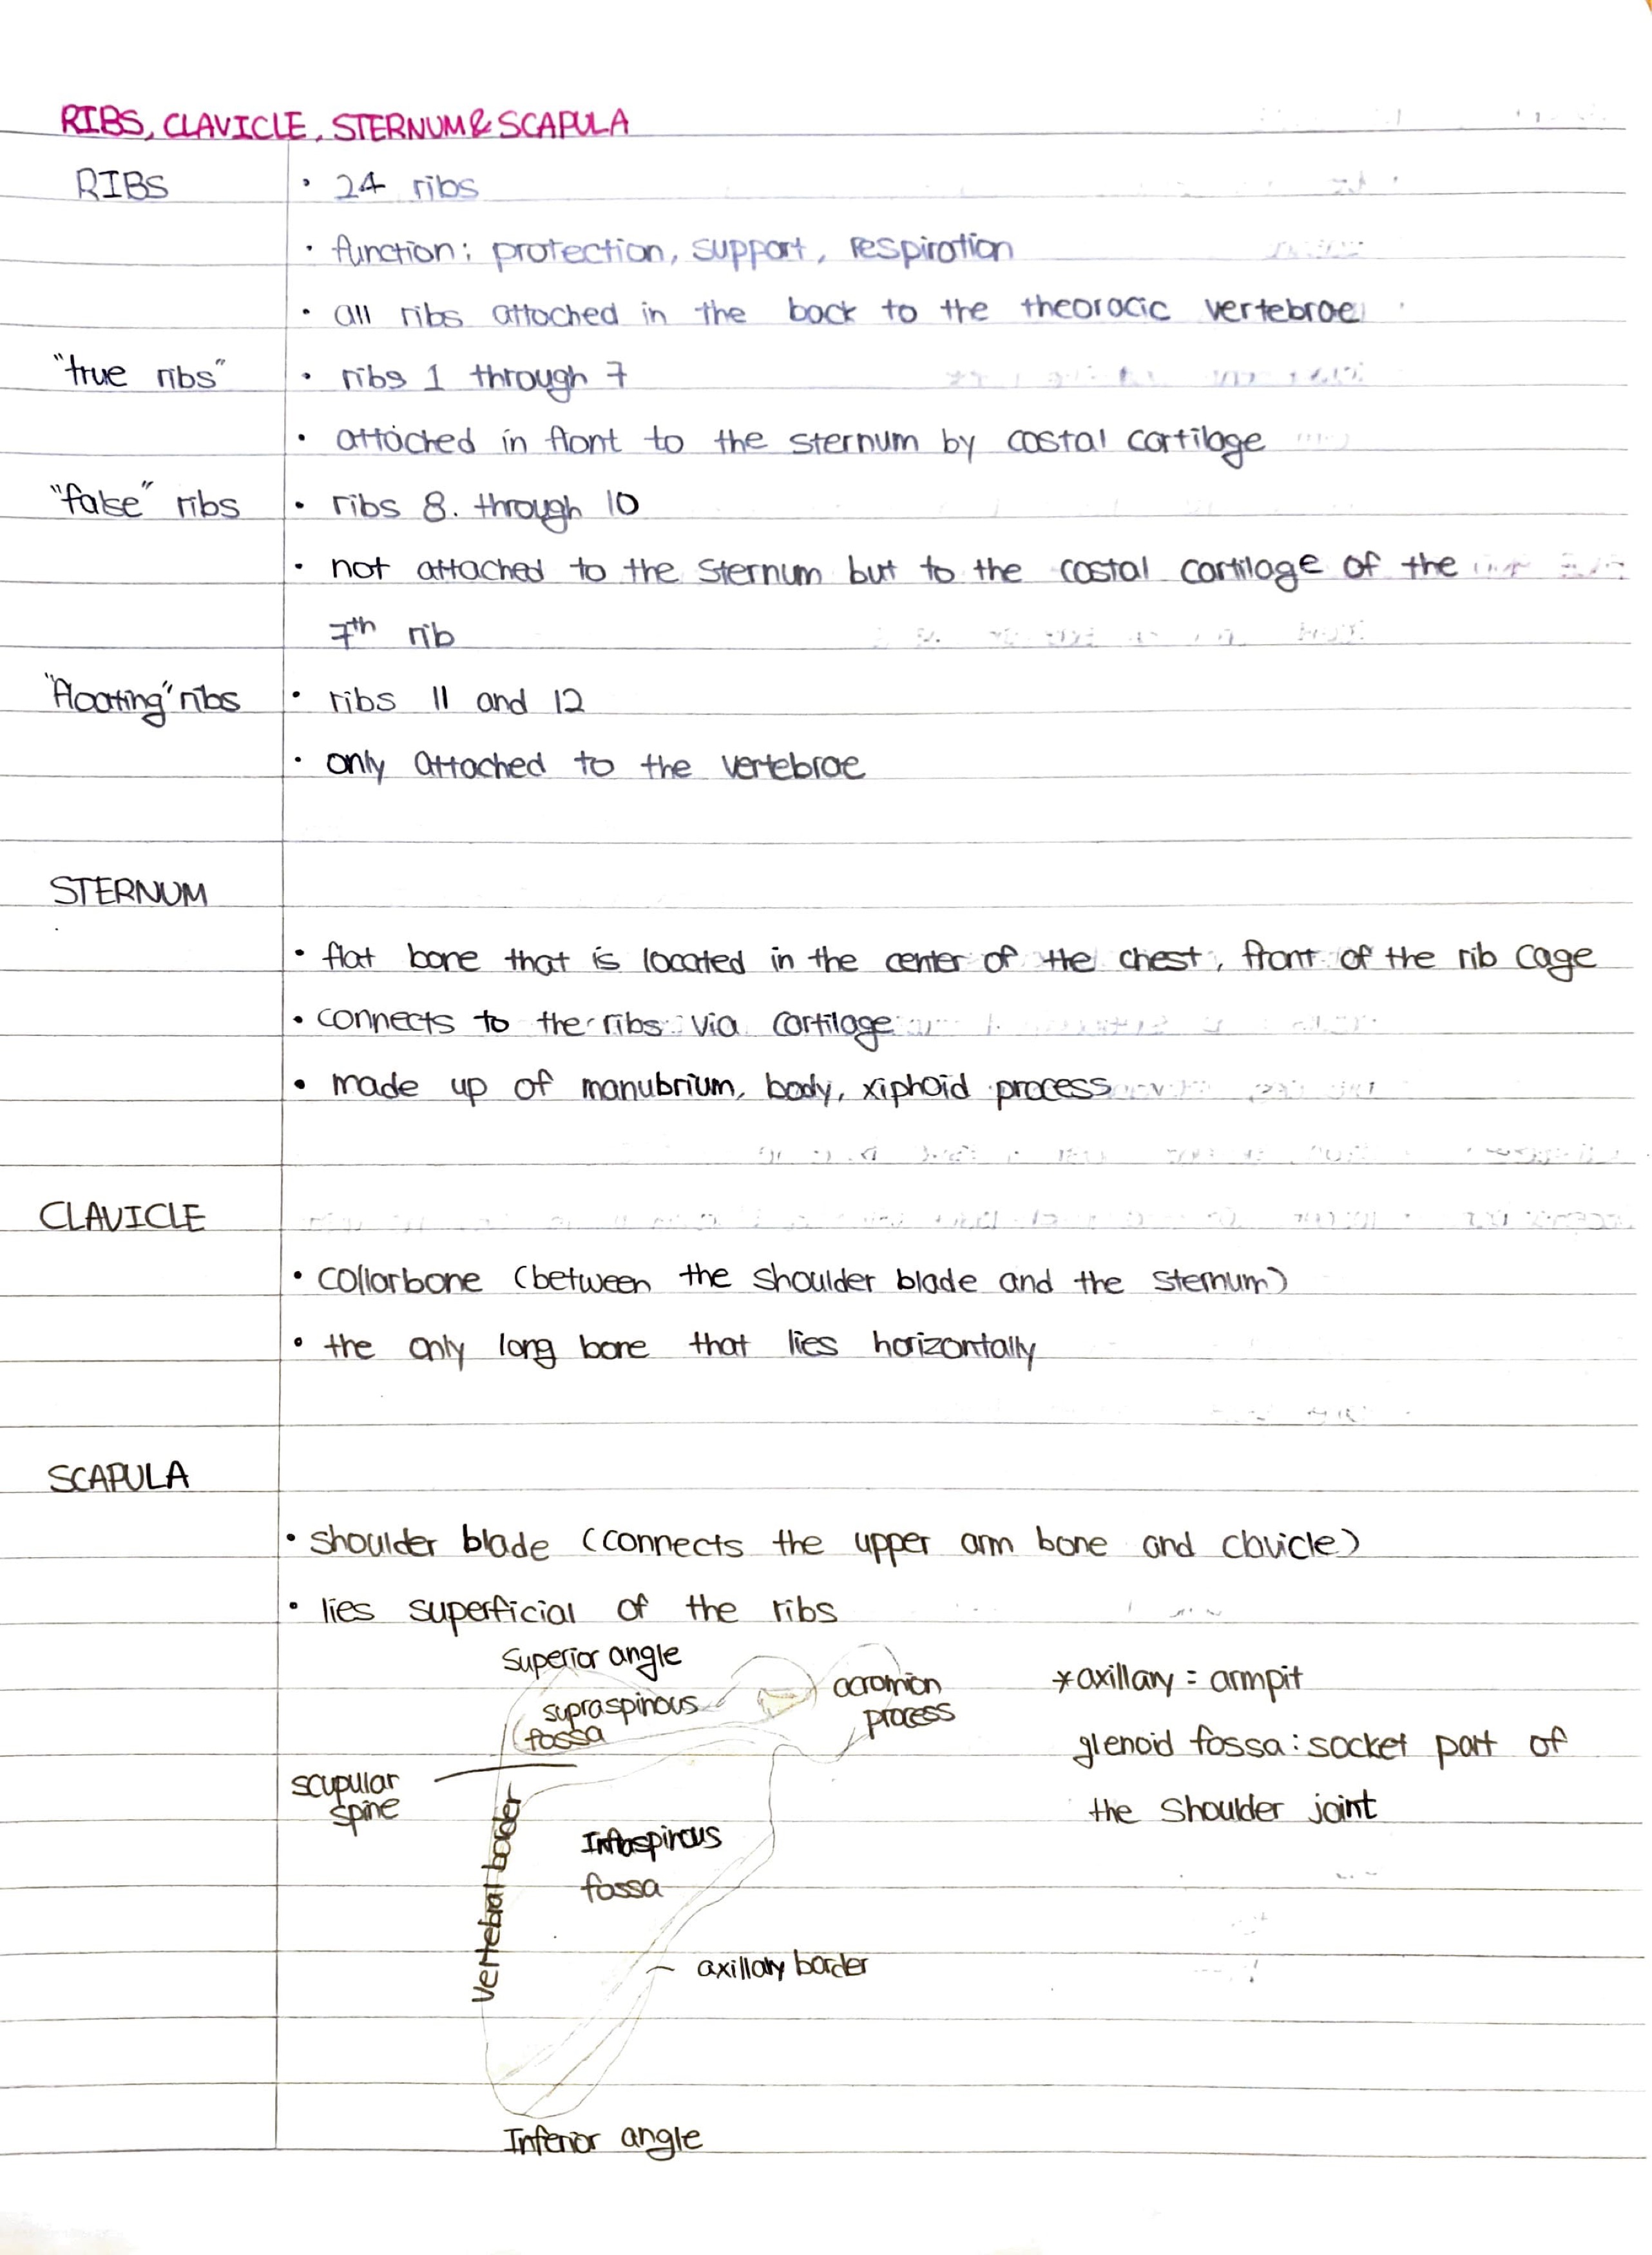 RIBS, CLAVICLE, STERNUM & SCAPULA
RIBS • 24 ribs
• function: protection, support, respiration
• all ribs attached in the back to the theoracic vertebrae
"true ribs" • ribs 1 through 7
• attached in front to the sternum by costal cartilage
"false" ribs • ribs 8. through 10
• not attached to the sternum but to the costal cartilage of the
7th rib
"floating" ribs • ribs 11 and 12
• only attached to the vertebrae
STERNUM
• flat bone that is located in the center of the chest, front of the rib cage
• connects to the ribs via cartilage
• made up of manubrium, body, xiphoid process
CLAVICLE
• collarbone (between the shoulder blade and the sternum)
• the only long bone that lies horizontally
SCAPULA
• shoulder blade (connects the upper arm bone and clavicle)
• lies superficial of the ribs
Superior angle
supraspinous
fossa
acromion
process
*axillary = armpit
glenoid fossa: socket part of
the shoulder joint
scupular
spine
Vertebral border
Infraspinous
fossa
axillary border
Inferior angle